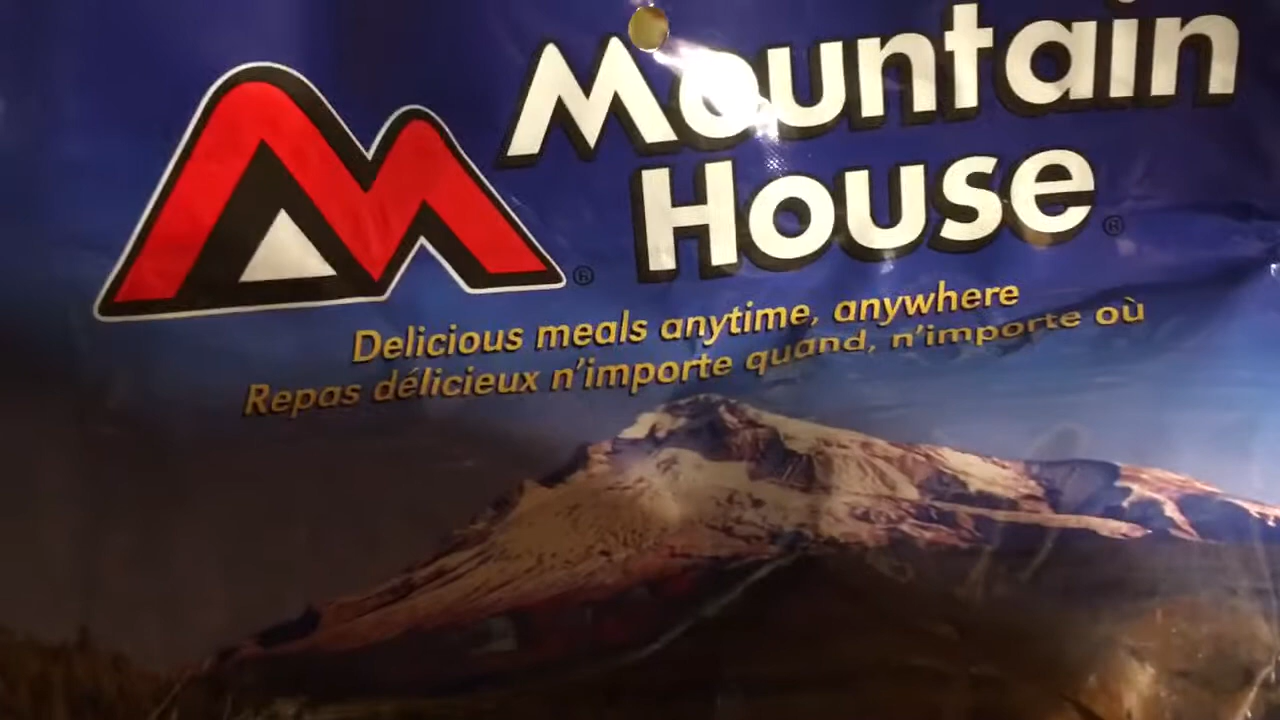 Mountain
House®
®
Delicious meals anytime, anywhere
Repas délicieux n'importe quand, n'importe où